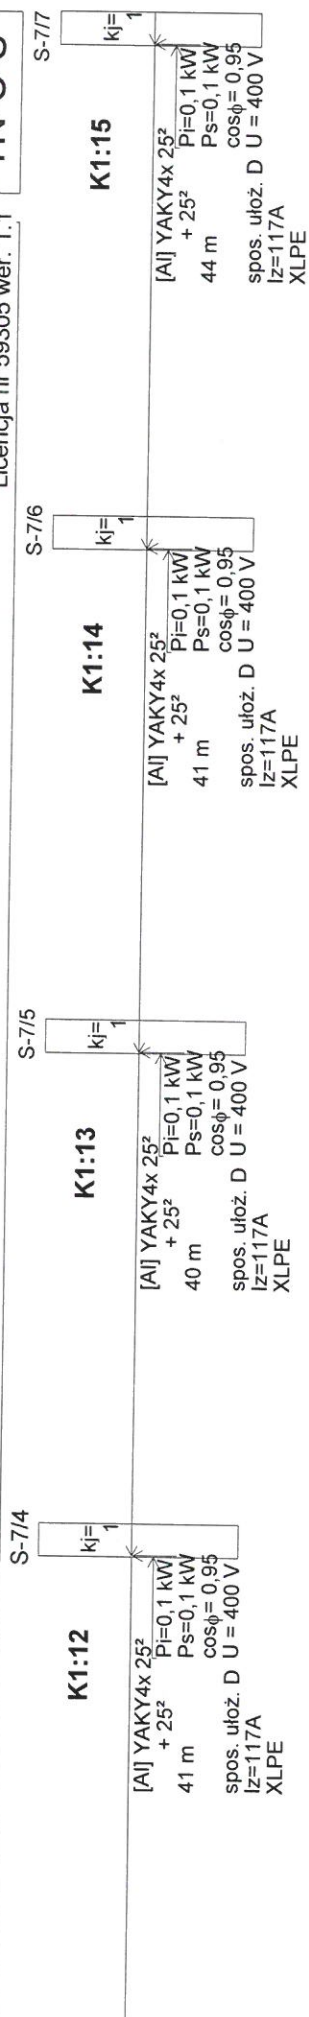 Licencja nr 59305 wer. 1.1
S-7/4
kj=
1
K1:12
[Al] YAKY4x 25²
+ 25²
41 m
Pi=0,1 kW
Ps=0,1 kW
cosϕ= 0,95
spos. ułoż. D U = 400 V
Iz=117A
XLPE
S-7/5
kj=
1
K1:13
[Al] YAKY4x 25²
+ 25²
40 m
Pi=0,1 kW
Ps=0,1 kW
cosϕ= 0,95
spos. ułoż. D U = 400 V
Iz=117A
XLPE
S-7/6
kj=
1
K1:14
[Al] YAKY4x 25²
+ 25²
41 m
Pi=0,1 kW
Ps=0,1 kW
cosϕ= 0,95
spos. ułoż. D U = 400 V
Iz=117A
XLPE
S-7/7
kj=
1
K1:15
[Al] YAKY4x 25²
+ 25²
44 m
Pi=0,1 kW
Ps=0,1 kW
cosϕ= 0,95
spos. ułoż. D U = 400 V
Iz=117A
XLPE